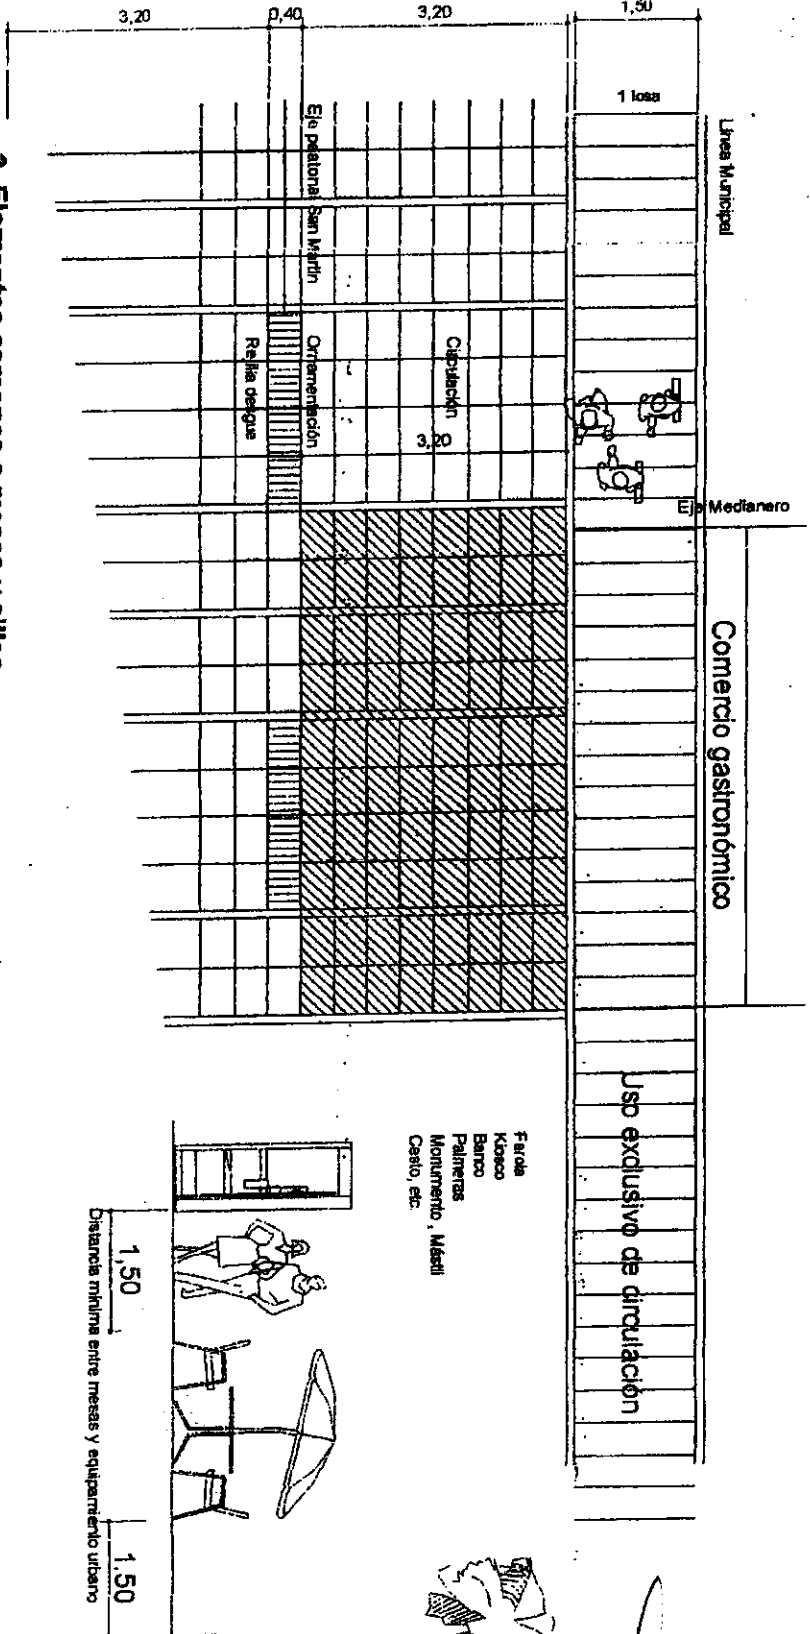 3,20
0,40
3,20
1,50
1 losa
Línea Municipal
Eje peatonal San Martín
Circulación
3,20
Ornamentación
Rejilla desgue
Eje Medianero
Comercio gastronómico
Uso exclusivo de circulación
Farola
Kiosco
Banco
Palmeras
Monumento , Mástil
Cesto, etc.
1,50
1,50
Distancia mínima entre mesas y equipamiento urbano